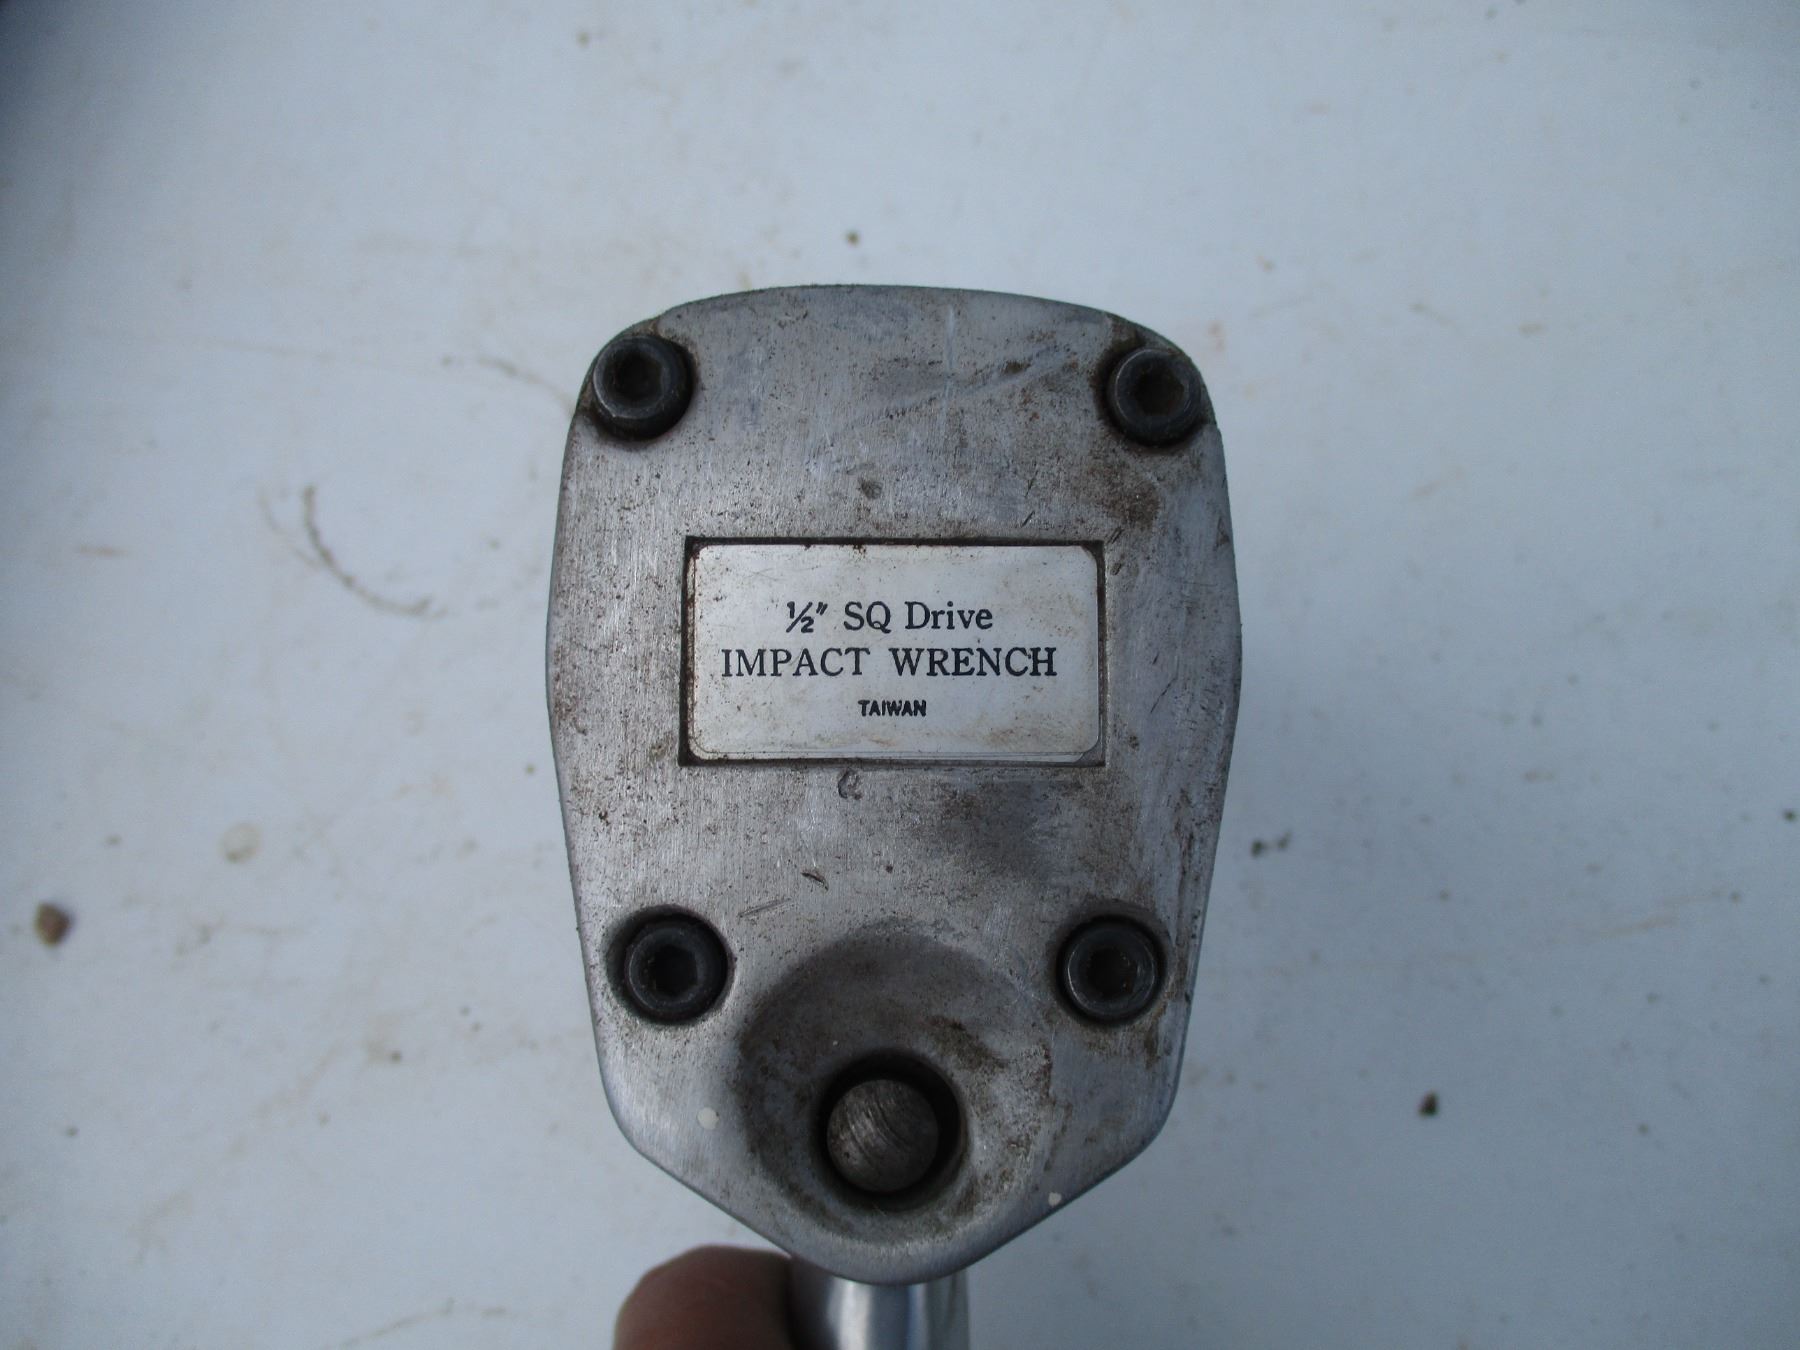 ½" SQ Drive
IMPACT WRENCH
TAIWAN